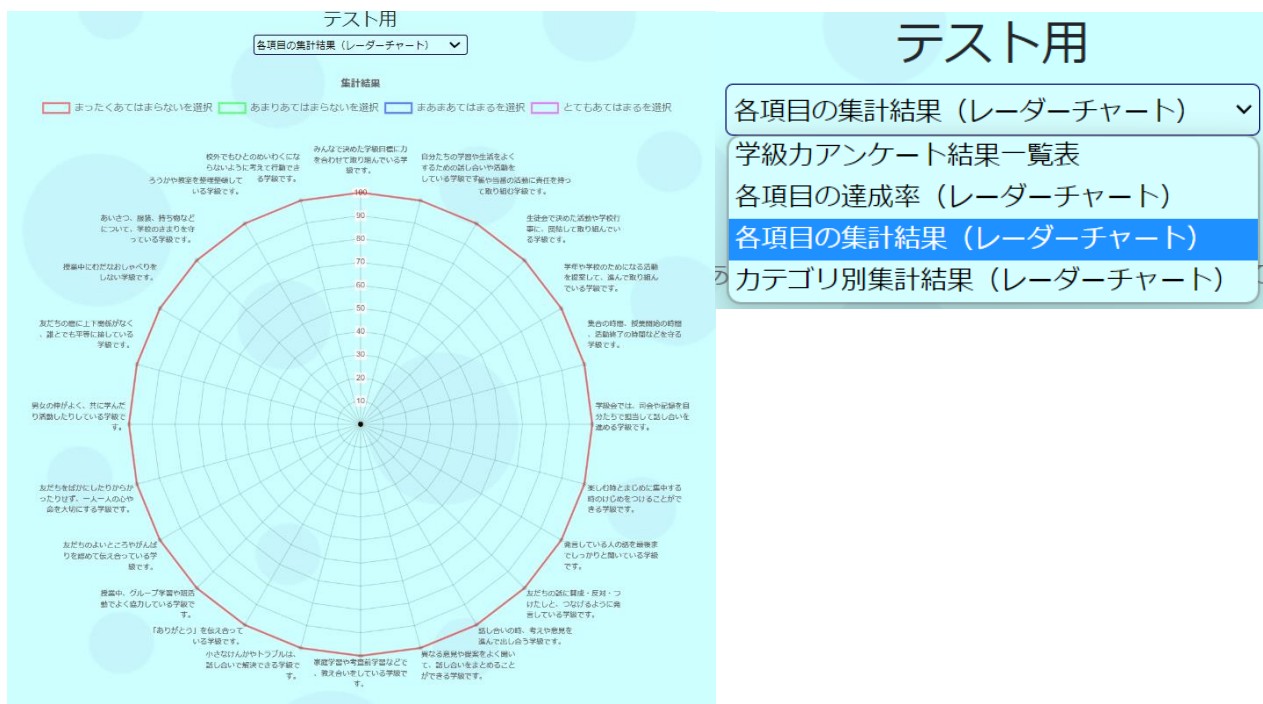 テスト用
各項目の集計結果（レーダーチャート）
集計結果
まったくあてはまらないを選択
あまりあてはまらないを選択
まあまあてはまるを選択
とてもあてはまるを選択
みんなで決めた学級目標に力
を合わせて取り組んでいる学
級です。
自分たちの学習や生活をよく
するための話し合いや活動を
している学級です。
係や当番の活動に責任を持っ
て取り組む学級です。
生徒会で決めた活動や学校行
事に、団結して取り組んでい
る学級です。
学年や学校のためになる活動
を提案して、進んで取り組ん
でいる学級です。
集合の時間、授業開始の時間
、活動終了の時間などを守る
学級です。
学級会では、司会や記録を自
分たちで担当して話し合いを
進める学級です。
楽しむ時とまじめに集中する
時のけじめをつけることがで
きる学級です。
発言している人の話を最後ま
でしっかりと聞いている学級
です。
友だちの話に賛成・反対・つ
けたしと、つなげるように発
言している学級です。
話し合いの時、考えや意見を
進んで出し合う学級です。
異なる意見や提案をよく聞い
て、話し合いをまとめること
ができる学級です。
家庭学習や考査前学習などで
、教え合いをしている学級で
す。
小さなけんかやトラブルは、
話し合いで解決できる学級で
す。
「ありがとう」を伝え合って
いる学級です。
授業中、グループ学習や班活
動でよく協力している学級で
す。
友だちのよいところやがんば
りを認めて伝え合っている学
級です。
友だちをばかにしたりからか
ったりせず、一人一人の心や
命を大切にする学級です。
男女の仲がよく、共に学んだ
り活動したりしている学級で
す。
友だちの間に上下関係がなく
、誰とでも平等に接している
学級です。
授業中にむだなおしゃべりを
しない学級です。
あいさつ、服装、持ち物など
について、学校のきまりを守
っている学級です。
ろうかや教室を整理整頓して
いる学級です。
校外でもひとのめいわくにな
らないように考えて行動でき
る学級です。
100
90
80
70
60
50
40
30
20
10
テスト用
各項目の集計結果（レーダーチャート）
学級力アンケート結果一覧表
各項目の達成率（レーダーチャート）
各項目の集計結果（レーダーチャート）
カテゴリ別集計結果（レーダーチャート）